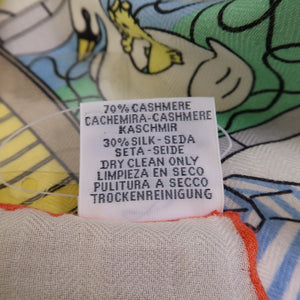 70% CASHMERE
CACHEMIRA-CASHMERE
KASCHMIR
30% SILK-SEDA
SETA-SEIDE
DRY CLEAN ONLY
LIMPIEZA EN SECO
PULITURA A SECCO
TROCKENREINIGUNG